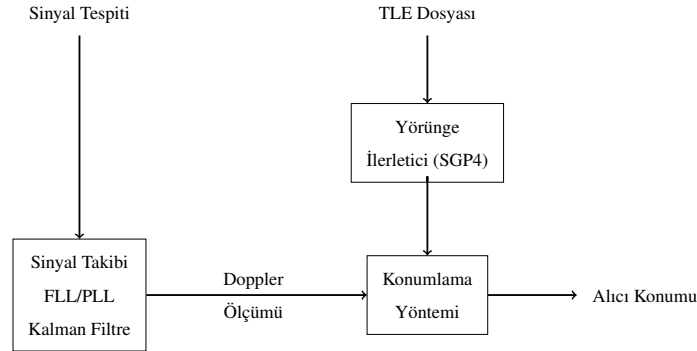 Sinyal Tespiti
TLE Dosyası
Yörünge
İlerletici (SGP4)
Sinyal Takibi
FLL/PLL
Kalman Filtre
Doppler
Ölçümü
Konumlama
Yöntemi
Alıcı Konumu